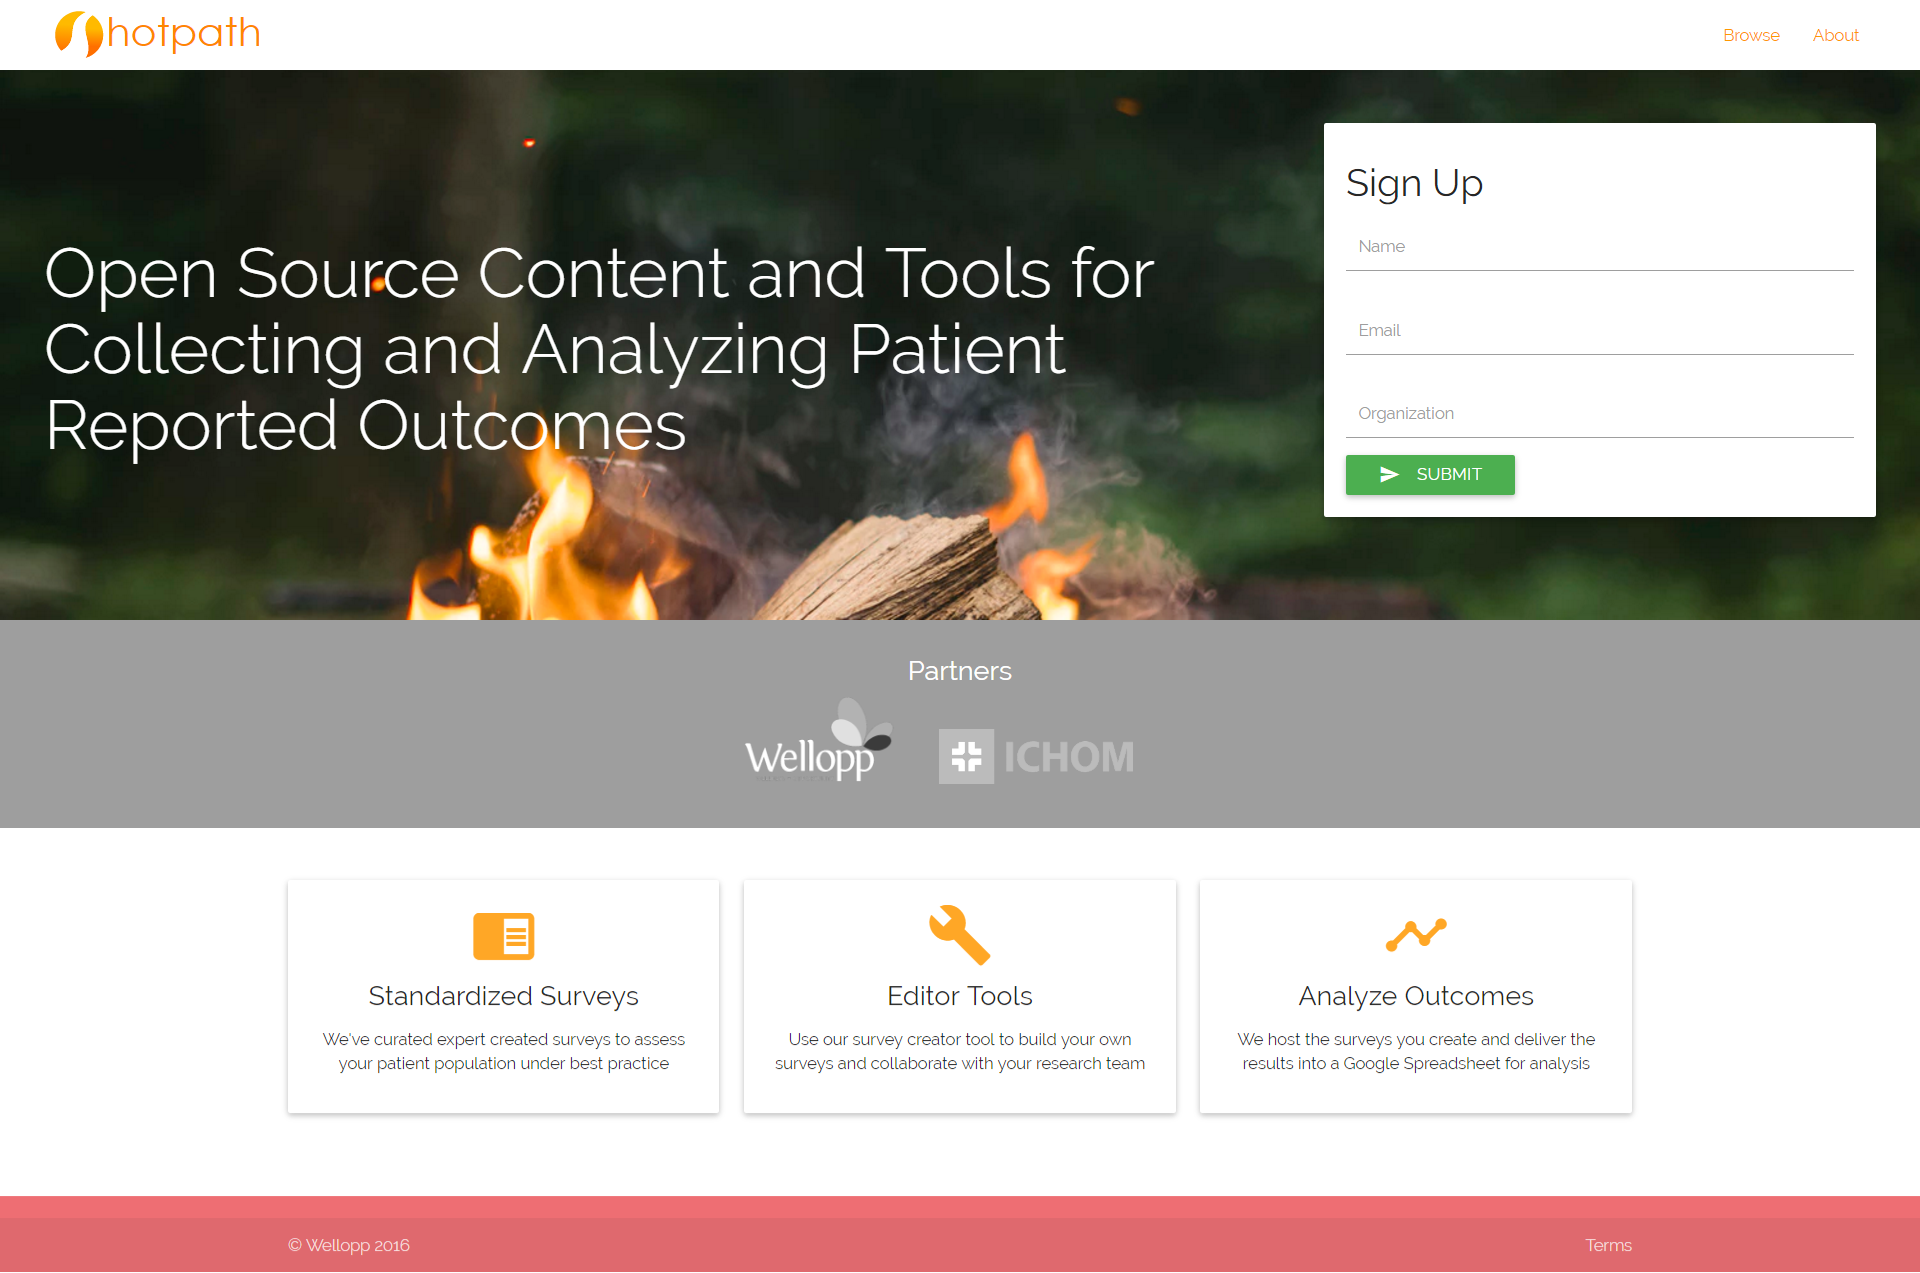 hotpath
Browse
About
Open Source Content and Tools for
Collecting and Analyzing Patient
Reported Outcomes
Sign Up
Name
Email
Organization
SUBMIT
Partners
Wellopp
ICHOM
Standardized Surveys
We've curated expert created surveys to assess
your patient population under best practice
Editor Tools
Use our survey creator tool to build your own
surveys and collaborate with your research team
Analyze Outcomes
We host the surveys you create and deliver the
results into a Google Spreadsheet for analysis
© Wellopp 2016
Terms